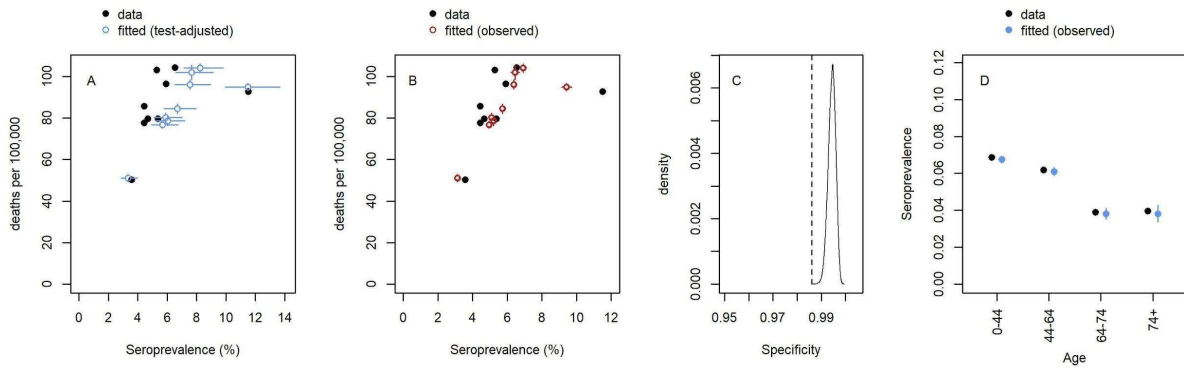 data
fitted (test-adjusted)
A
deaths per 100,000
0 20 40 60 80 100
0 2 4 6 8 10 12 14
Seroprevalence (%)
data
fitted (observed)
B
deaths per 100,000
0 20 40 60 80 100
0 2 4 6 8 10 12
Seroprevalence (%)
C
density
0.000 0.002 0.004 0.006
0.95 0.97 0.99
Specificity
data
fitted (observed)
D
Seroprevalence
0.00 0.02 0.04 0.06 0.08 0.10 0.12
0-44 44-64 64-74 74+
Age